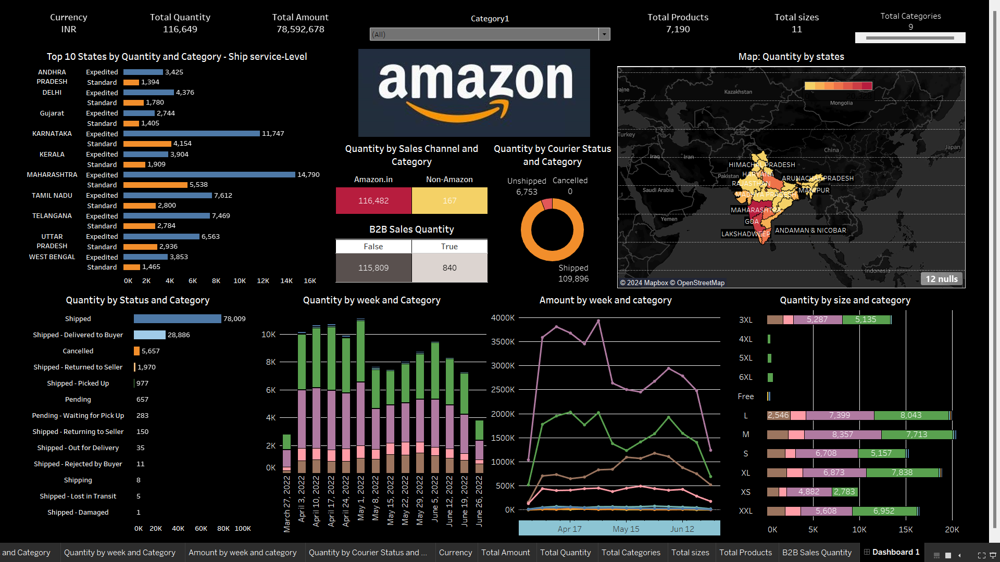 Currency
INR
Total Quantity
116,649
Total Amount
78,592,678
Category1
(All)
Total Products
7,190
Total sizes
11
Total Categories
9
Top 10 States by Quantity and Category - Ship service-Level
ANDHRA PRADESH
Expedited 3,425
Standard 1,394
DELHI
Expedited 4,376
Standard 1,780
Gujarat
Expedited 2,744
Standard 1,405
KARNATAKA
Expedited 11,747
Standard 4,154
KERALA
Expedited 3,904
Standard 1,909
MAHARASHTRA
Expedited 14,790
Standard 5,538
TAMIL NADU
Expedited 7,612
Standard 2,800
TELANGANA
Expedited 7,469
Standard 2,784
UTTAR PRADESH
Expedited 6,563
Standard 2,936
WEST BENGAL
Expedited 3,853
Standard 1,465
0K 2K 4K 6K 8K 10K 12K 14K 16K
amazon
Quantity by Sales Channel and
Category
Amazon.in Non-Amazon
116,482 167
B2B Sales Quantity
False True
115,809 840
Quantity by Courier Status
and Category
Unshipped
6,753
Cancelled
0
Shipped
109,896
Map: Quantity by states
20,328
raine
Kazakhstan
Mongolia
Turkey
Iraq
Iran
China
Japan
Pakistan
Saudi Arabia
Yemen
Indonesia
HIMACHAL PRADESH
HARYANA
RAJASTHAN
ARUNACHAL PRADESH
MADHYA PRADESH
MANIPUR
MAHARASHTRA
GOA
LAKSHADWEEP
ANDAMAN & NICOBAR
12 nulls
© 2024 Mapbox © OpenStreetMap
Quantity by Status and Category
Shipped 78,009
Shipped - Delivered to Buyer 28,886
Cancelled 5,657
Shipped - Returned to Seller 1,970
Shipped - Picked Up 977
Pending 657
Pending - Waiting for Pick Up 283
Shipped - Returning to Seller 150
Shipped - Out for Delivery 35
Shipped - Rejected by Buyer 11
Shipping 8
Shipped - Lost in Transit 5
Shipped - Damaged 1
0K 20K 40K 60K 80K 100K
Quantity by week and Category
10K
8K
6K
4K
2K
0K
March 27, 2022
April 3, 2022
April 10, 2022
April 17, 2022
April 24, 2022
May 1, 2022
May 8, 2022
May 15, 2022
May 22, 2022
May 29, 2022
June 5, 2022
June 12, 2022
June 19, 2022
June 26, 2022
Amount by week and category
4000K
3500K
3000K
2500K
2000K
1500K
1000K
500K
0K
Apr 17 May 15 Jun 12
Quantity by size and category
3XL 5,287 5,135
4XL
5XL
6XL
Free
L 2,546 7,399 8,043
M 8,357 7,713
S 6,708 5,157
XL 6,873 7,838
XS 4,882 2,783
XXL 5,608 6,952
0K 5K 10K 15K 20K
and Category
Quantity by week and Category
Amount by week and category
Quantity by Courier Status and ...
Currency
Total Amount
Total Quantity
Total Categories
Total sizes
Total Products
B2B Sales Quantity
Dashboard 1